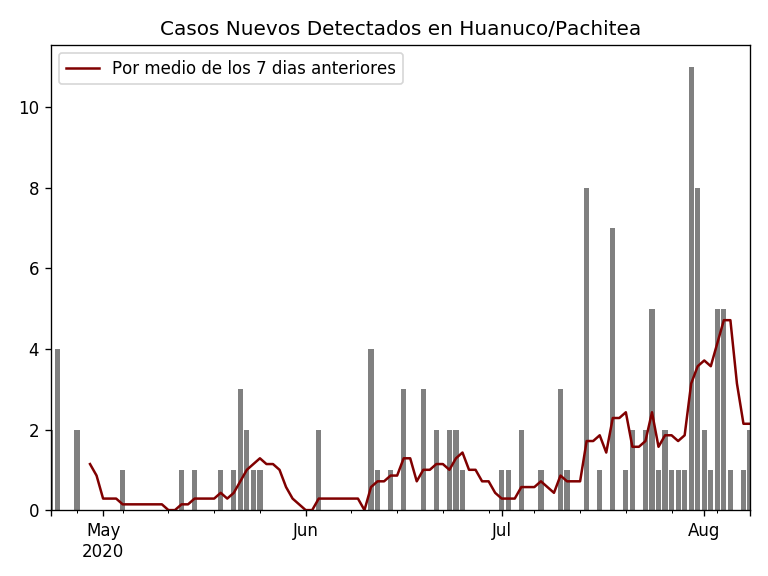 Casos Nuevos Detectados en Huanuco/Pachitea
Por medio de los 7 dias anteriores
10
8
6
4
2
0
May
2020
Jun
Jul
Aug